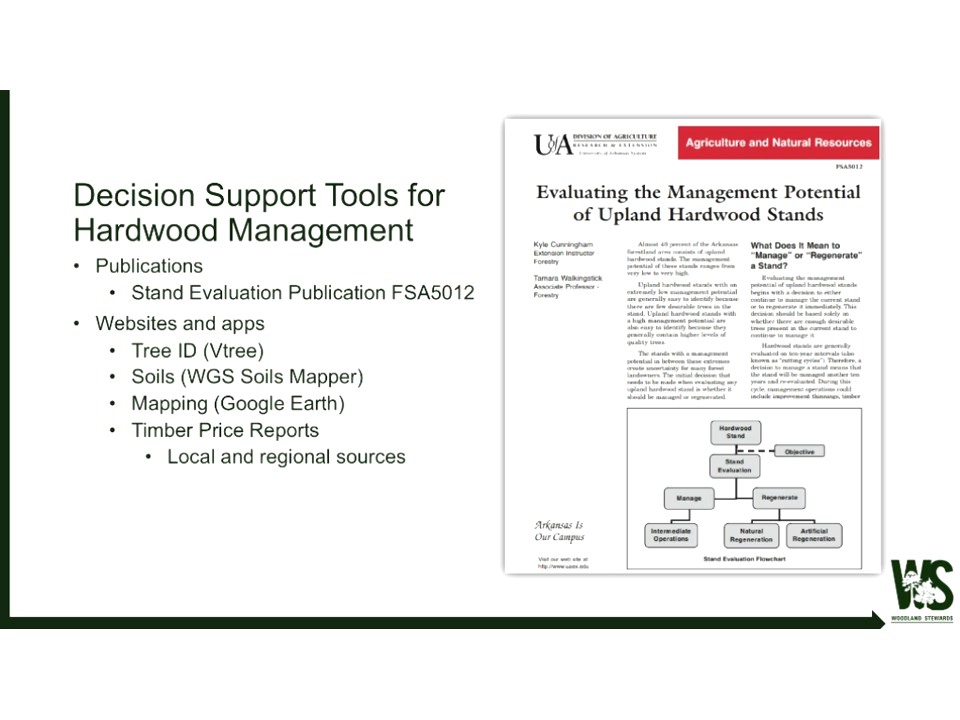 Decision Support Tools for
Hardwood Management
• Publications
• Stand Evaluation Publication FSA5012
• Websites and apps
• Tree ID (Vtree)
• Soils (WGS Soils Mapper)
• Mapping (Google Earth)
• Timber Price Reports
• Local and regional sources
UofA
DIVISION OF AGRICULTURE
RESEARCH & EXTENSION
University of Arkansas System
Agriculture and Natural Resources
FSA5012
Evaluating the Management Potential
of Upland Hardwood Stands
Kyle Cunningham
Extension Instructor
Forestry
Tamara Walkingstick
Associate Professor -
Forestry
Almost 40 percent of the Arkansas
forestland area consists of upland
hardwood stands. The management
potential of these stands ranges from
very low to very high.
Upland hardwood stands with an
extremely low management potential
are generally easy to identify because
there are few desirable trees in the
stand. Upland hardwood stands with
a high management potential are
also easy to identify because they
generally contain higher levels of
quality trees.
The stands with a management
potential in between these extremes
create uncertainty for many forest
landowners. The initial decision that
needs to be made when evaluating any
upland hardwood stand is whether it
should be managed or regenerated.
What Does It Mean to
“Manage” or “Regenerate”
a Stand?
Evaluating the management
potential of upland hardwood stands
begins with a decision to either
continue to manage the current stand
or to regenerate it immediately. This
decision should be based solely on
whether there are enough desirable
trees present in the current stand to
continue to manage it.
Hardwood stands are generally
evaluated on ten-year intervals (also
known as “cutting cycles”). Therefore, a
decision to manage a stand means that
the stand will be managed another ten
years and re-evaluated. During this
cycle, management operations could
include improvement thinnings, timber
Hardwood
Stand
Objective
Stand
Evaluation
Manage
Regenerate
Intermediate
Operations
Natural
Regeneration
Artificial
Regeneration
Stand Evaluation Flowchart
Arkansas Is
Our Campus
Visit our web site at:
http://www.uaex.edu
WS
WOODLAND STEWARDS